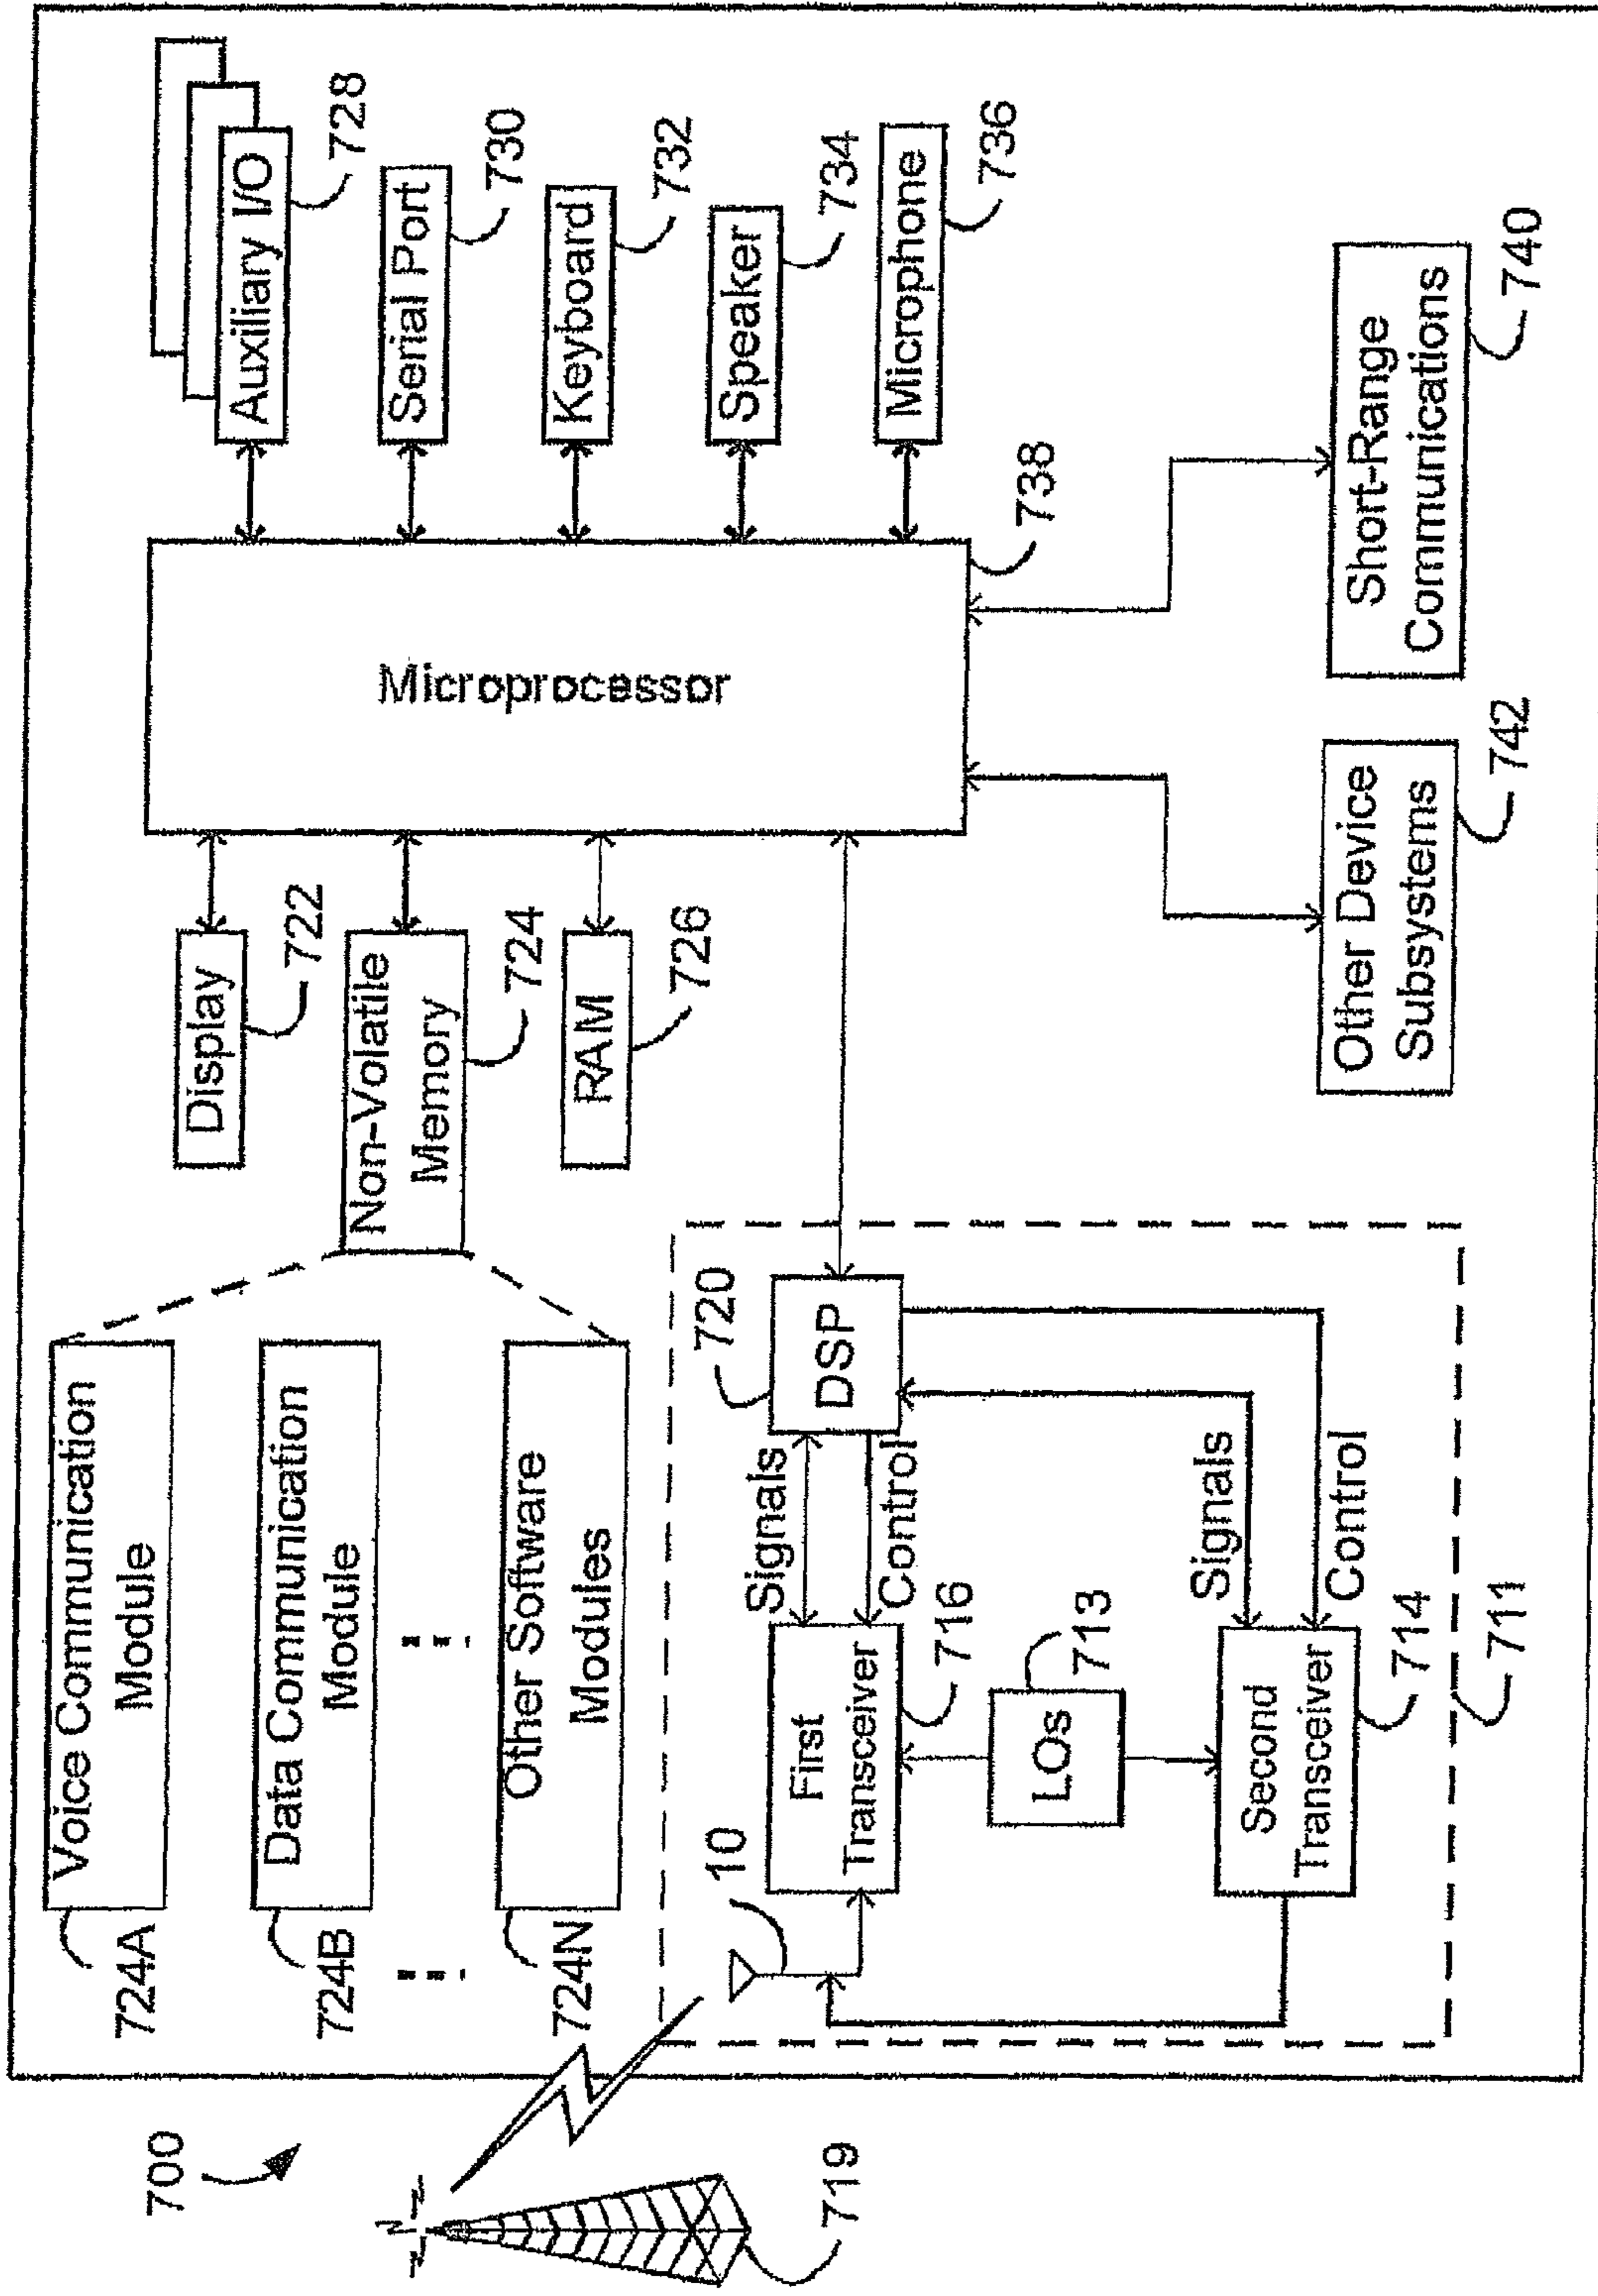 700
719
724A
Voice Communication
Module
724B
Data Communication
Module
724N
Other Software
Modules
Display
722
Non-Volatile
Memory
724
RAM
726
Microprocessor
738
Auxiliary I/O
728
Serial Port
730
Keyboard
732
Speaker
734
Microphone
736
10
First
Transceiver
716
Signals
Control
720
DSP
LOs
713
Second
Transceiver
714
Signals
Control
711
Other Device
Subsystems
742
Short-Range
Communications
740